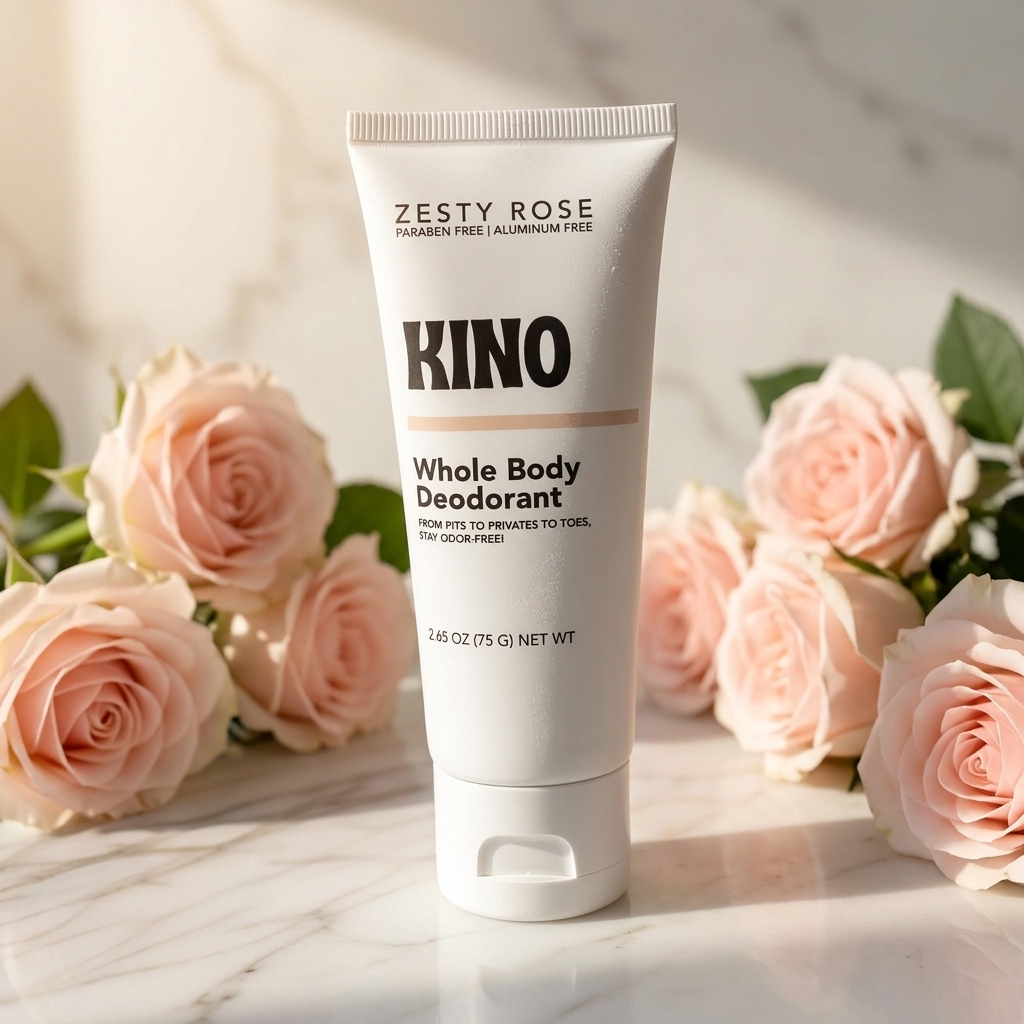 ZESTY ROSE
PARABEN FREE | ALUMINUM FREE
KINO
Whole Body
Deodorant
FROM PITS TO PRIVATES TO TOES,
STAY ODOR-FREE!
2.65 OZ (75 G) NET WT